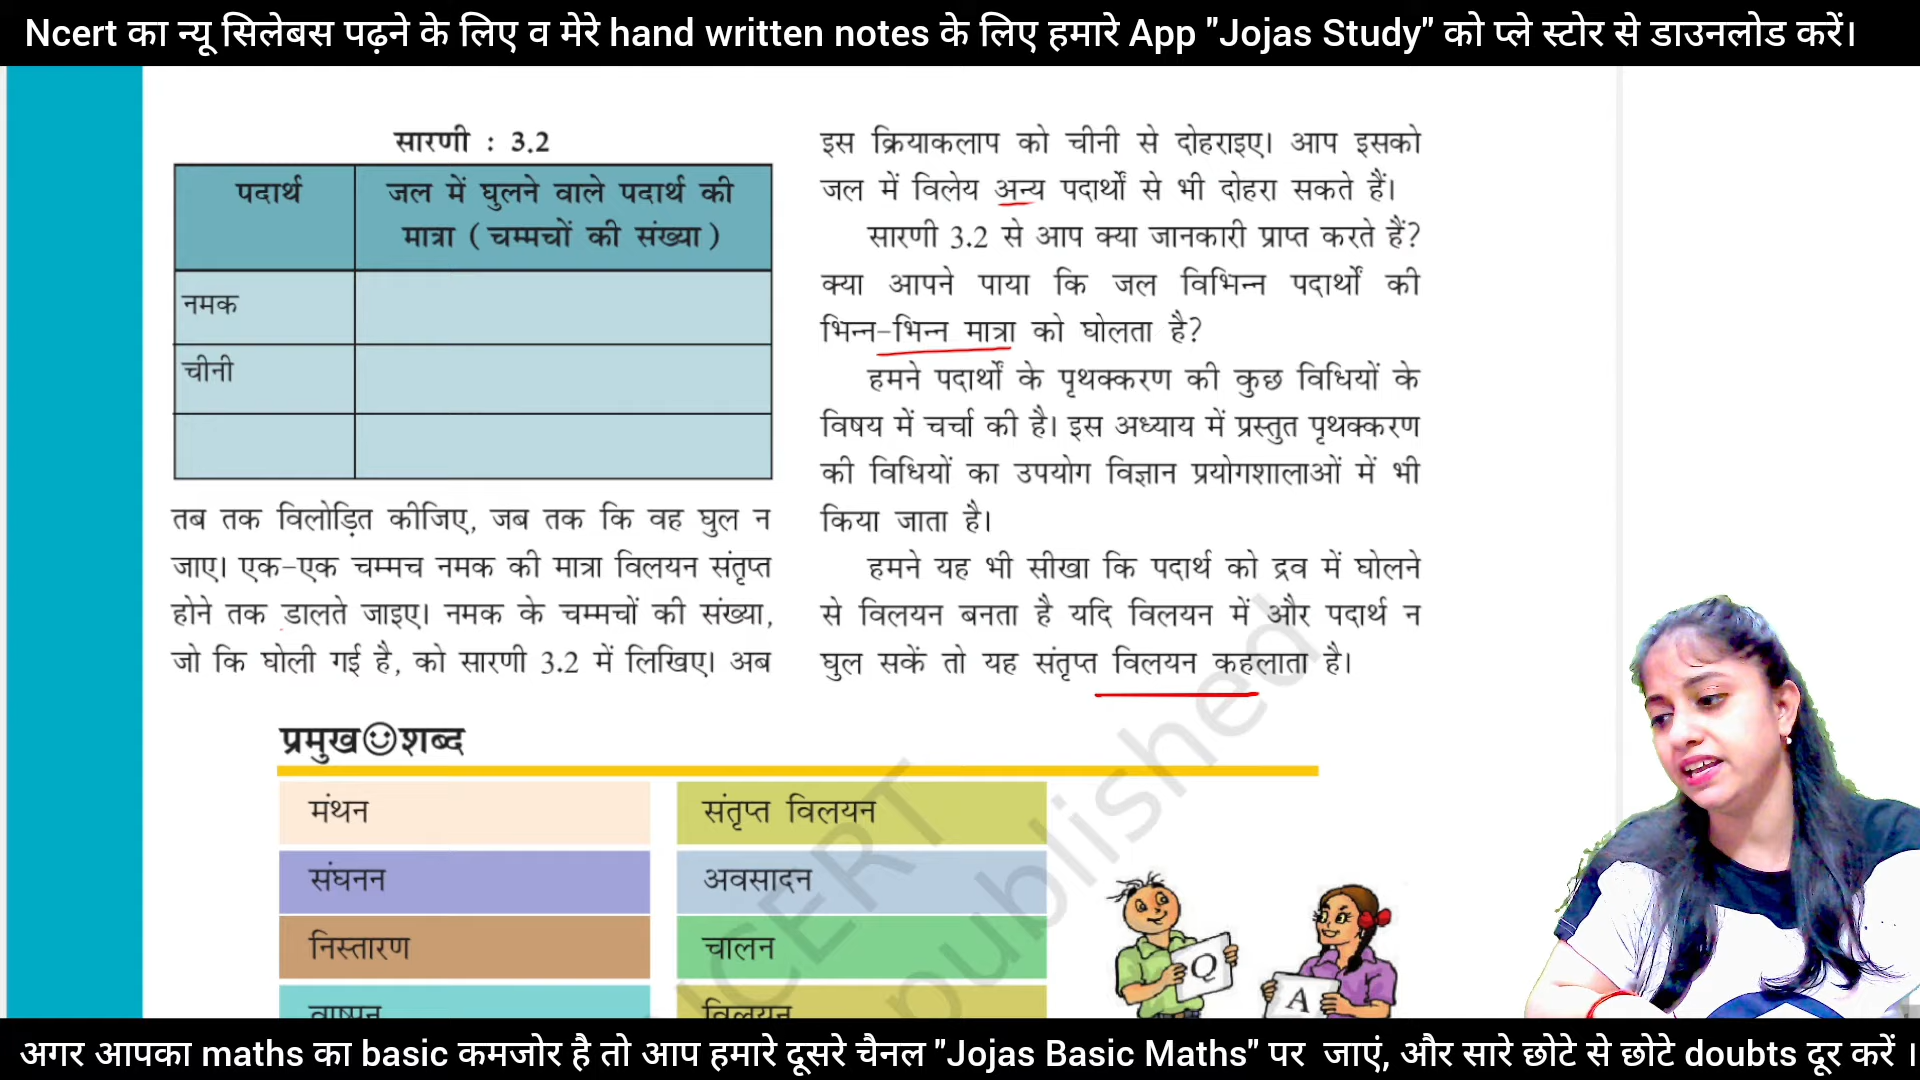 Ncert का न्यू सिलेबस पढ़ने के लिए व मेरे hand written notes के लिए हमारे App "Jojas Study" को प्ले स्टोर से डाउनलोड करें।
सारणी : 3.2
पदार्थ
जल में घुलने वाले पदार्थ की
मात्रा ( चम्मचों की संख्या )
नमक
चीनी
तब तक विलोड़ित कीजिए, जब तक कि वह घुल न
जाए। एक-एक चम्मच नमक की मात्रा विलयन संतृप्त
होने तक डालते जाइए। नमक के चम्मचों की संख्या,
जो कि घोली गई है, को सारणी 3.2 में लिखिए। अब
इस क्रियाकलाप को चीनी से दोहराइए। आप इसको
जल में विलेय अन्य पदार्थों से भी दोहरा सकते हैं।
सारणी 3.2 से आप क्या जानकारी प्राप्त करते हैं?
क्या आपने पाया कि जल विभिन्न पदार्थों की
भिन्न-भिन्न मात्रा को घोलता है?
हमने पदार्थों के पृथक्करण की कुछ विधियों के
विषय में चर्चा की है। इस अध्याय में प्रस्तुत पृथक्करण
की विधियों का उपयोग विज्ञान प्रयोगशालाओं में भी
किया जाता है।
हमने यह भी सीखा कि पदार्थ को द्रव में घोलने
से विलयन बनता है यदि विलयन में और पदार्थ न
घुल सकें तो यह संतृप्त विलयन कहलाता है।
प्रमुख शब्द
मंथन
संतृप्त विलयन
संघनन
अवसादन
निस्तारण
चालन
वाष्पन
विलयन
Q
A
NCERT
published
अगर आपका maths का basic कमजोर है तो आप हमारे दूसरे चैनल "Jojas Basic Maths" पर जाएं, और सारे छोटे से छोटे doubts दूर करें ।